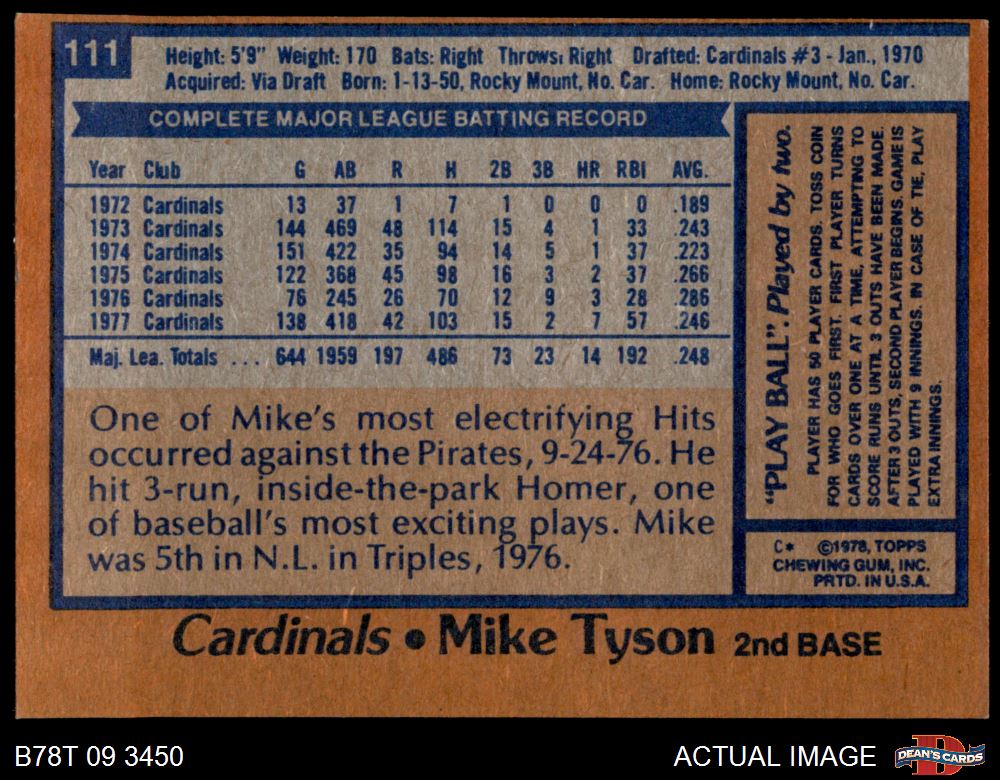 111
Height: 5'9" Weight: 170 Bats: Right Throws: Right Drafted: Cardinals #3 - Jan., 1970
Acquired: Via Draft Born: 1-13-50, Rocky Mount, No. Car. Home: Rocky Mount, No. Car.
COMPLETE MAJOR LEAGUE BATTING RECORD
Year Club G AB R H 2B 3B HR RBI AVG.
1972 Cardinals 13 37 1 7 1 0 0 0 .189
1973 Cardinals 144 469 48 114 15 4 1 33 .243
1974 Cardinals 151 422 35 94 14 5 1 37 .223
1975 Cardinals 122 368 45 98 16 3 2 37 .266
1976 Cardinals 76 245 26 70 12 9 3 28 .286
1977 Cardinals 138 418 42 103 15 2 7 57 .246
Maj. Lea. Totals ... 644 1959 197 486 73 23 14 192 .248
One of Mike's most electrifying Hits
occurred against the Pirates, 9-24-76. He
hit 3-run, inside-the-park Homer, one
of baseball's most exciting plays. Mike
was 5th in N.L. in Triples, 1976.
"PLAY BALL". Played by two.
PLAYER HAS 50 PLAYER CARDS. TOSS COIN
FOR WHO GOES FIRST. FIRST PLAYER TURNS
CARDS OVER ONE AT A TIME, ATTEMPTING TO
SCORE RUNS UNTIL 3 OUTS HAVE BEEN MADE.
AFTER 3 OUTS, SECOND PLAYER BEGINS. GAME IS
PLAYED WITH 9 INNINGS. IN CASE OF TIE, PLAY
EXTRA INNINGS.
C* ©1978, TOPPS
CHEWING GUM, INC.
PRTD. IN U.S.A.
Cardinals • Mike Tyson 2nd BASE
B78T 09 3450
ACTUAL IMAGE
D
DEAN'S CARDS